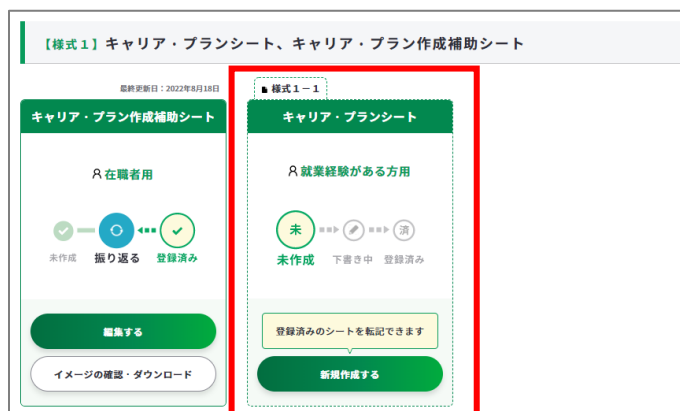 【様式1】キャリア・プランシート、キャリア・プラン作成補助シート
最終更新日：2022年8月18日
キャリア・プラン作成補助シート
在職者用
未作成 振り返る 登録済み
編集する
イメージの確認・ダウンロード
様式1－1
キャリア・プランシート
就業経験がある方用
未 済
未作成 下書き中 登録済み
登録済みのシートを転記できます
新規作成する